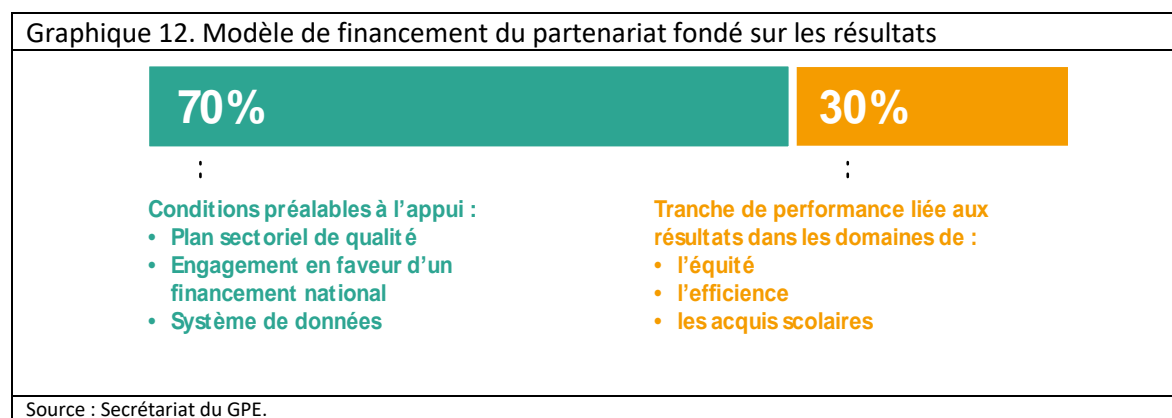 Graphique 12. Modèle de financement du partenariat fondé sur les résultats
70%
30%
Conditions préalables à l’appui :
• Plan sectoriel de qualité
• Engagement en faveur d’un
financement national
• Système de données
Tranche de performance liée aux
résultats dans les domaines de :
• l’équité
• l’efficience
• les acquis scolaires
Source : Secrétariat du GPE.